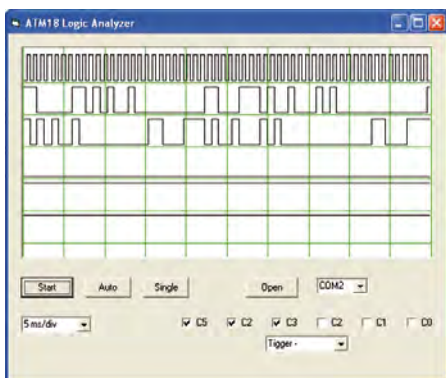 ATM18 Logic Analyzer
Start Auto Single Open COM2
5 ms/div C5 C2 C3 C2 C1 C0
Tigger -